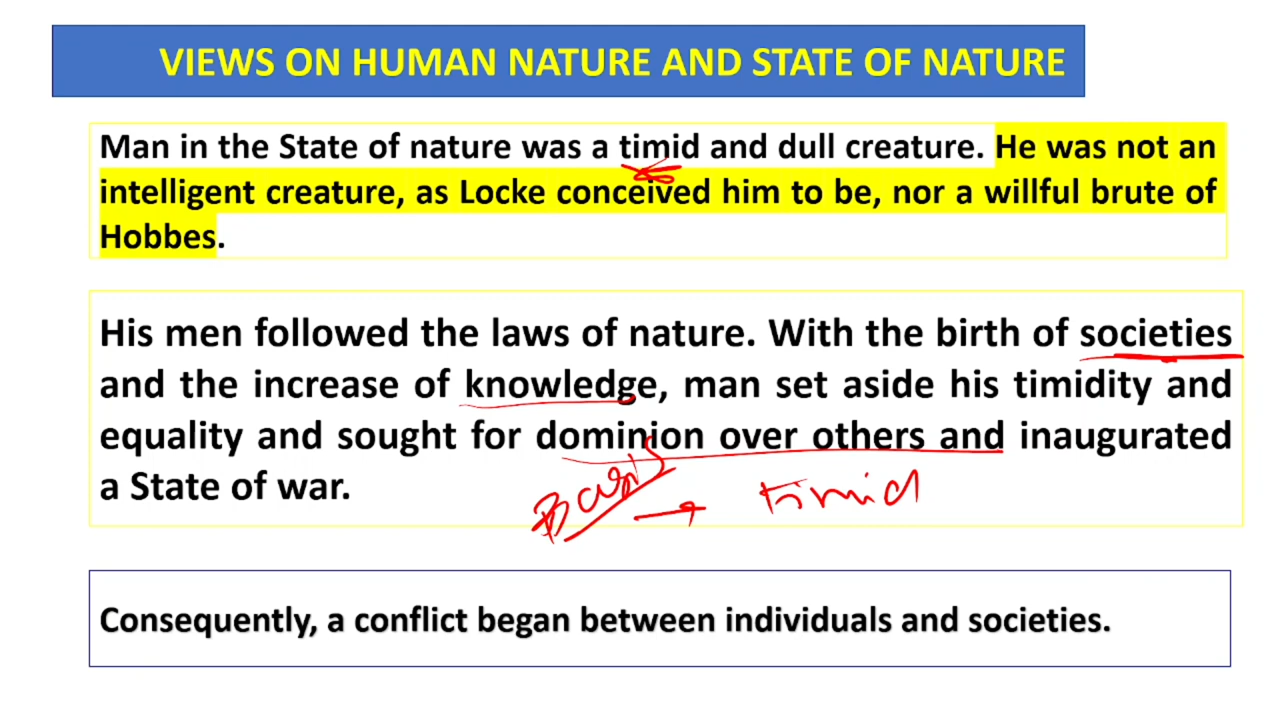 VIEWS ON HUMAN NATURE AND STATE OF NATURE
Man in the State of nature was a timid and dull creature. He was not an
intelligent creature, as Locke conceived him to be, nor a willful brute of
Hobbes.
His men followed the laws of nature. With the birth of societies
and the increase of knowledge, man set aside his timidity and
equality and sought for dominion over others and inaugurated
a State of war.
Basis → timid
Consequently, a conflict began between individuals and societies.